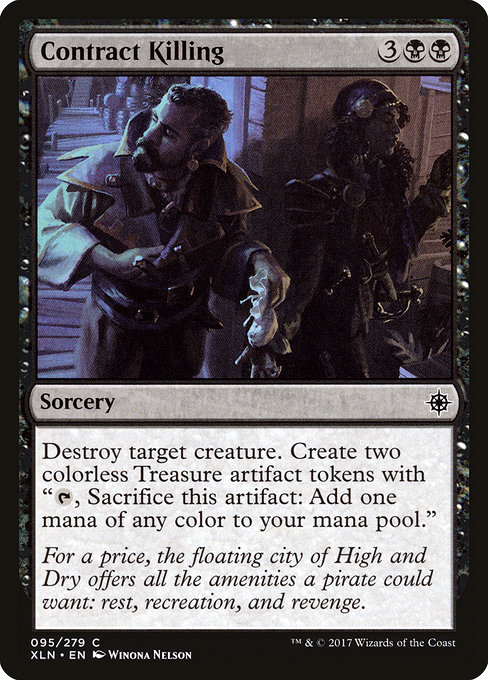 Contract Killing 3
Sorcery
Destroy target creature. Create two
colorless Treasure artifact tokens with
“, Sacrifice this artifact: Add one
mana of any color to your mana pool.”
For a price, the floating city of High and
Dry offers all the amenities a pirate could
want: rest, recreation, and revenge.
095/279 C
XLN • EN Winona Nelson
™ & © 2017 Wizards of the Coast